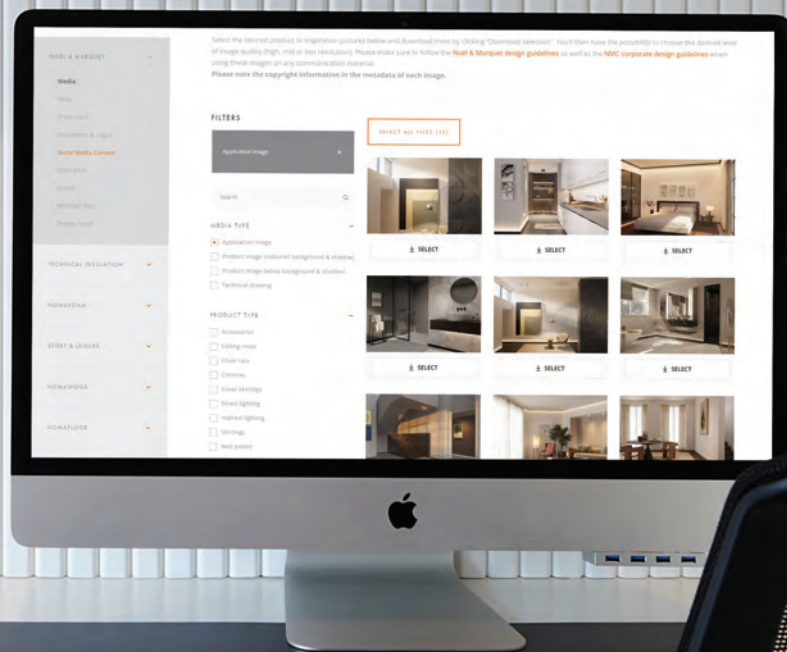 Select the desired product or inspiration pictures below and download them by clicking "Download selection". You'll then have the possibility to choose the desired level
of image quality (high, mid or low resolution). Please make sure to follow the Noël & Marquet design guidelines as well as the NMC corporate design guidelines when
using these images on any communication material.
Please note the copyright information in the metadata of each image.
NOËL & MARQUET
Media
Social Media Content
TECHNICAL INSULATION
NOMAFOAM
SPORT & LEISURE
NOMAWOOD
NOMAFLOOR
FILTERS
Application image
Search
MEDIA TYPE
Application image
Product image (coloured background & shadow)
Product image (white background & shadow)
Technical drawing
PRODUCT TYPE
Accessories
Ceiling roses
Chair rails
Cornices
Cover skirtings
Direct lighting
Indirect lighting
Skirtings
Wall panels
SELECT ALL FILES (12)
SELECT
SELECT
SELECT
SELECT
SELECT
SELECT